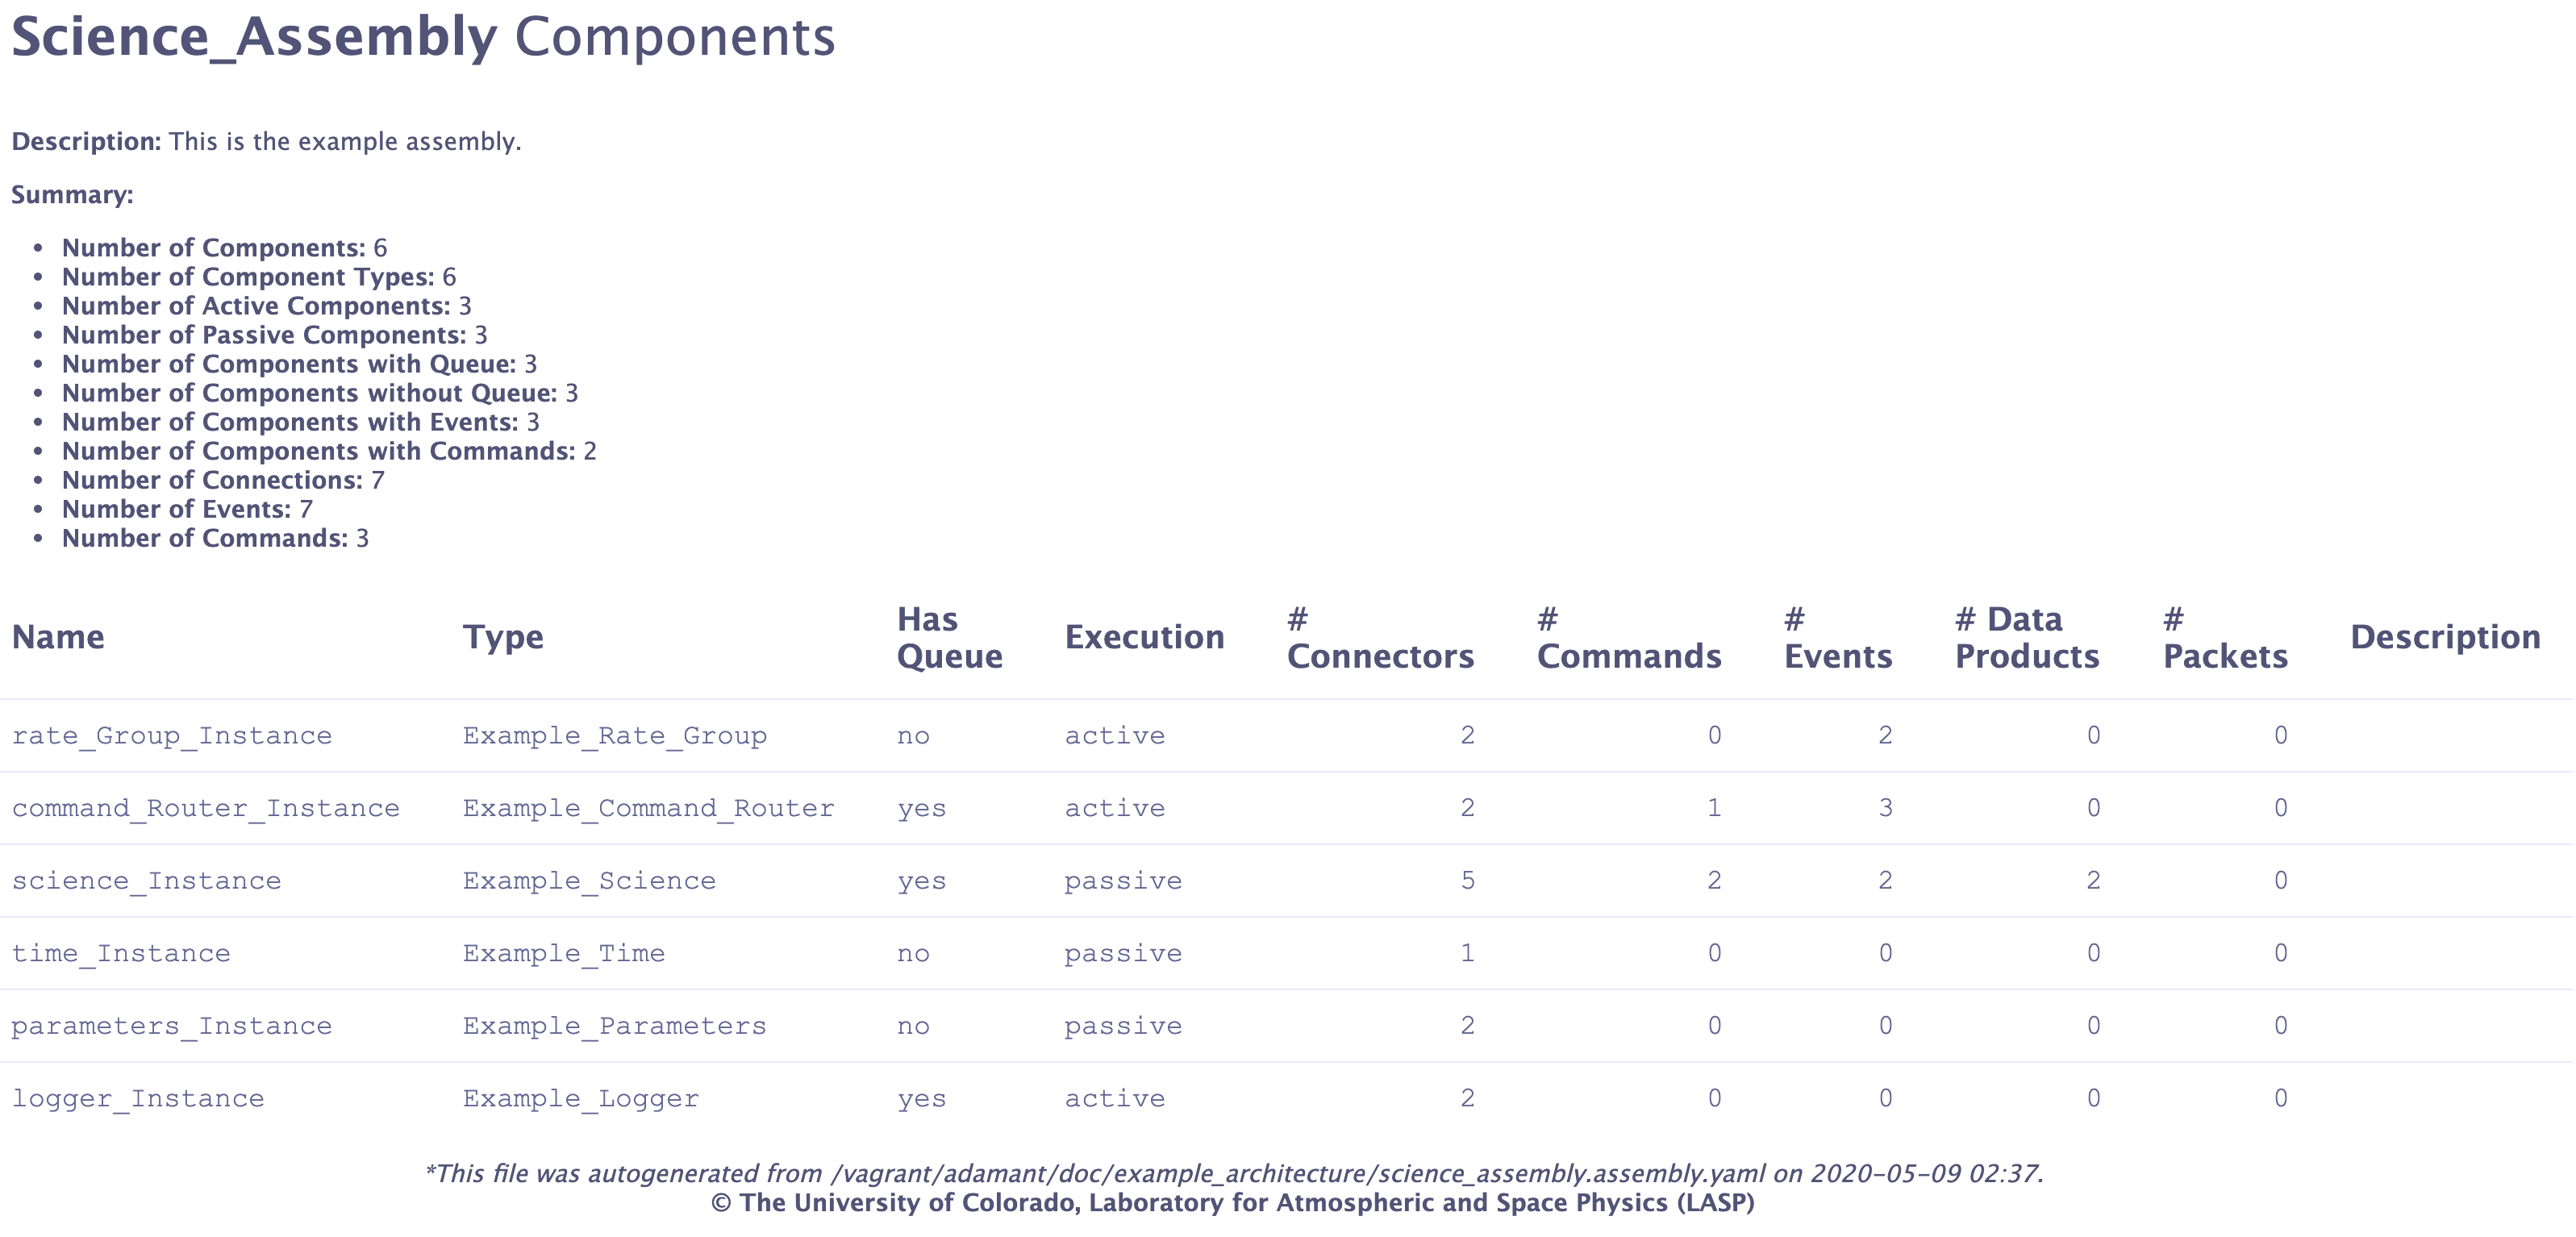 Science_Assembly Components
Description: This is the example assembly.
Summary:
• Number of Components: 6
• Number of Component Types: 6
• Number of Active Components: 3
• Number of Passive Components: 3
• Number of Components with Queue: 3
• Number of Components without Queue: 3
• Number of Components with Events: 3
• Number of Components with Commands: 2
• Number of Connections: 7
• Number of Events: 7
• Number of Commands: 3
Name Type Has Queue Execution # Connectors # Commands # Events # Data Products # Packets Description
rate_Group_Instance Example_Rate_Group no active 2 0 2 0 0
command_Router_Instance Example_Command_Router yes active 2 1 3 0 0
science_Instance Example_Science yes passive 5 2 2 2 0
time_Instance Example_Time no passive 1 0 0 0 0
parameters_Instance Example_Parameters no passive 2 0 0 0 0
logger_Instance Example_Logger yes active 2 0 0 0 0
*This file was autogenerated from /vagrant/adamant/doc/example_architecture/science_assembly.assembly.yaml on 2020-05-09 02:37.
© The University of Colorado, Laboratory for Atmospheric and Space Physics (LASP)